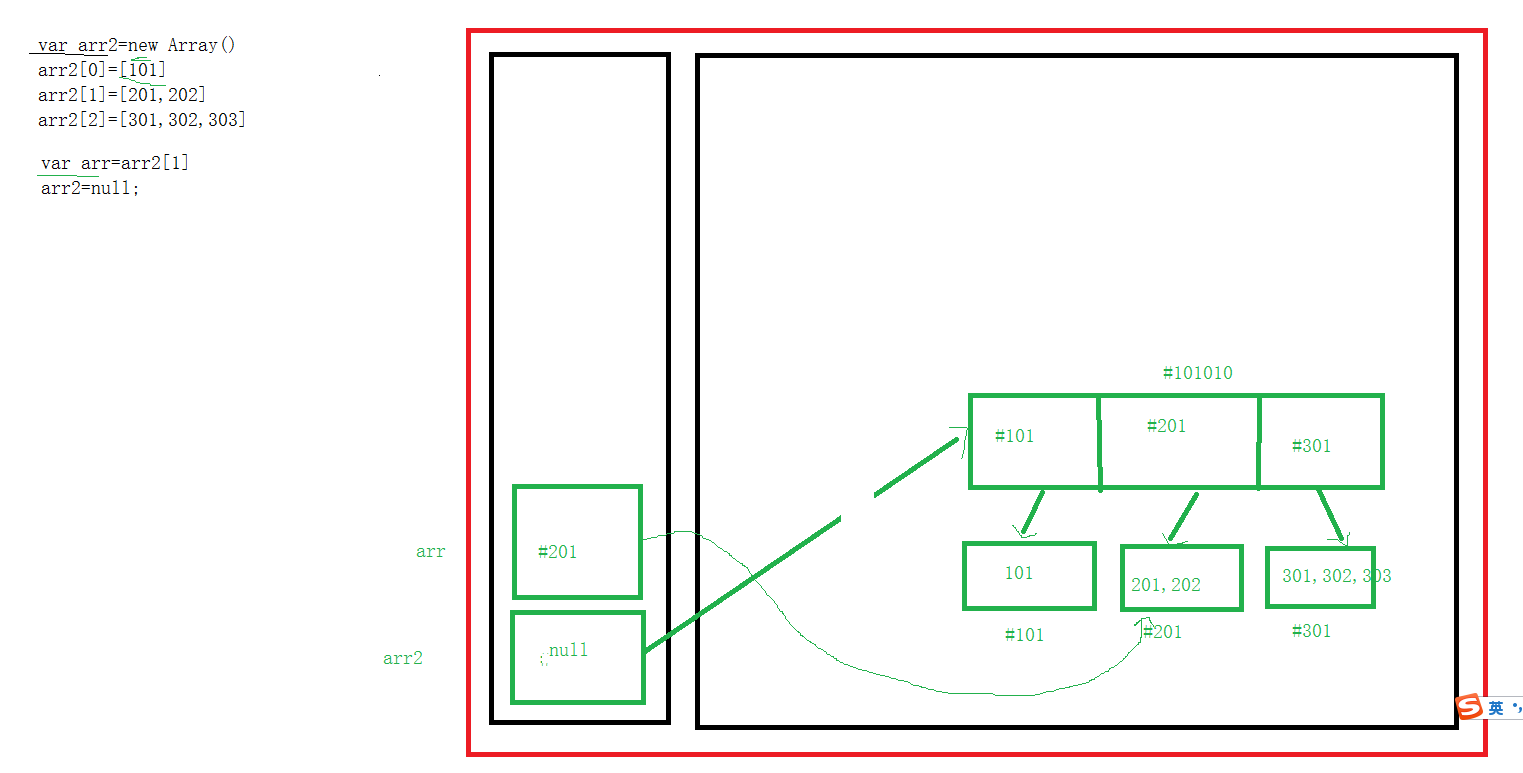 var arr2=new Array()
arr2[0]=[101]
arr2[1]=[201,202]
arr2[2]=[301,302,303]
var arr=arr2[1]
arr2=null;
#101010
#101
#201
#301
arr
#201
101
201,202
301,302,303
#101
#201
#301
arr2
null
英